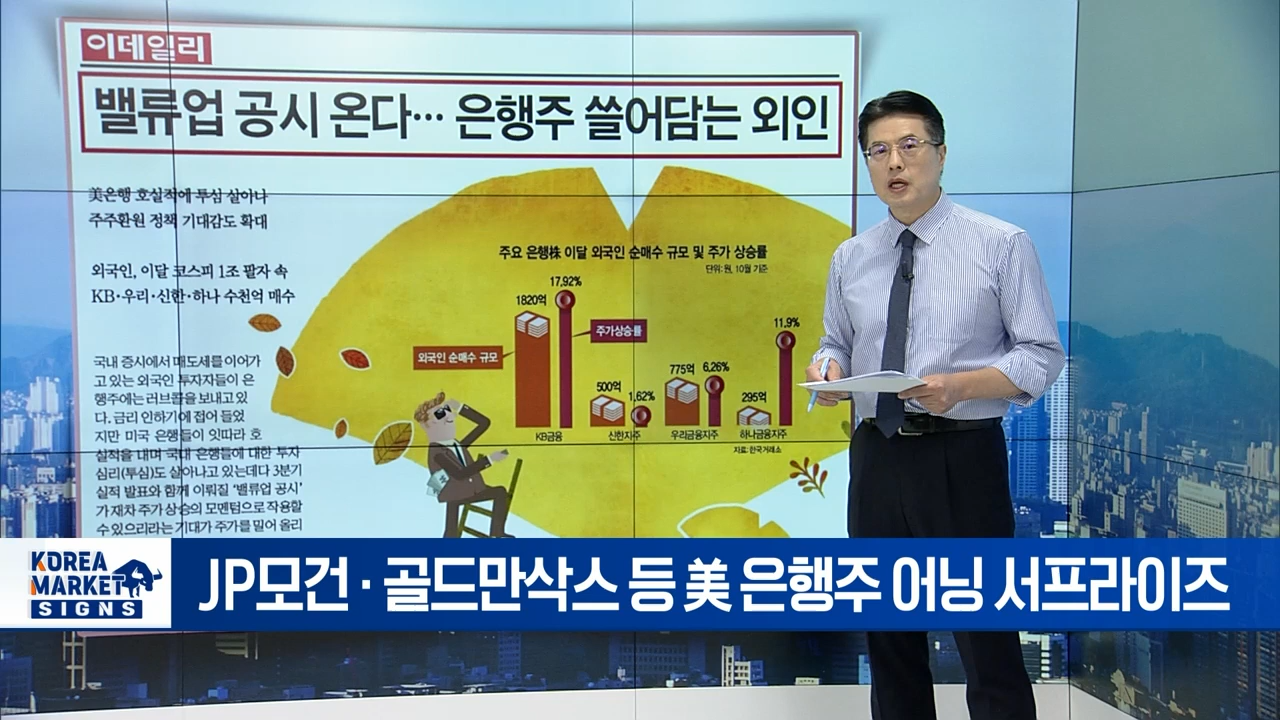 이데일리
밸류업 공시 온다… 은행주 쓸어담는 외인
美은행 호실적에 투심 살아나
주주환원 정책 기대감도 확대
외국인, 이달 코스피 1조 팔자 속
KB·우리·신한·하나 수천억 매수
국내 증시에서 매도세를 이어가
고 있는 외국인 투자자들이 은
행주에는 러브콜을 보내고 있
다. 금리 인하기에 접어 들었
지만 미국 은행들이 잇따라 호
실적을 내며 국내 은행들에 대한 투자
심리(투심)도 살아나고 있는데다 3분기
실적 발표와 함께 이뤄질 ‘밸류업 공시’
가 재차 주가 상승의 모멘텀으로 작용할
수 있으리라는 기대가 주가를 밀어 올리
주요 은행株 이달 외국인 순매수 규모 및 주가 상승률
단위: 원, 10월 기준
1820억
17.92%
외국인 순매수 규모
주가상승률
500억
1.62%
775억
6.26%
295억
11.9%
KB금융
신한지주
우리금융지주
하나금융지주
자료: 한국거래소
KOREA
MARKET
SIGNS
JP모건·골드만삭스 등 美 은행주 어닝 서프라이즈